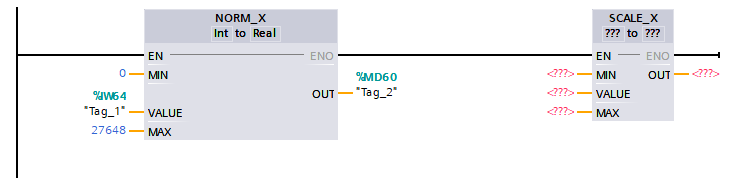 NORM_X
Int to Real
EN
ENO
0
MIN
%IW64
"Tag_1"
VALUE
27648
MAX
OUT
%MD60
"Tag_2"
SCALE_X
??? to ???
EN
ENO
<???>
MIN
OUT
<???>
<???>
VALUE
<???>
MAX